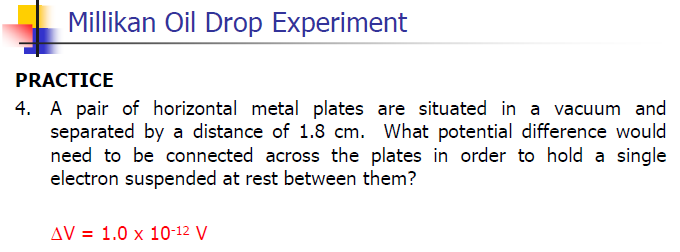 Millikan Oil Drop Experiment
PRACTICE
4. A pair of horizontal metal plates are situated in a vacuum and
separated by a distance of 1.8 cm. What potential difference would
need to be connected across the plates in order to hold a single
electron suspended at rest between them?
ΔV = 1.0 x 10⁻¹² V